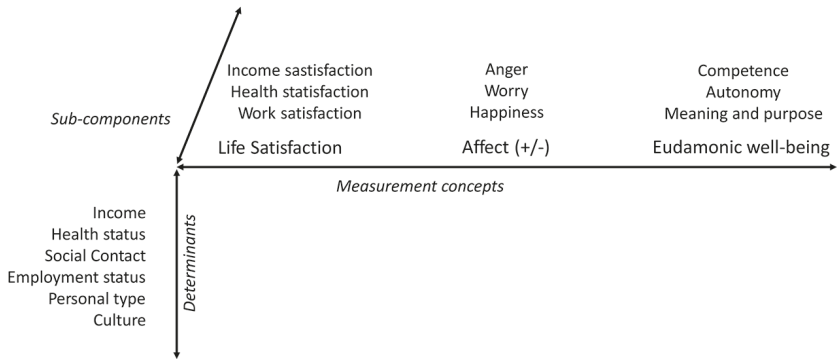 Income sastisfaction
Health statisfaction
Work satisfaction
Anger
Worry
Happiness
Competence
Autonomy
Meaning and purpose
Sub-components
Life Satisfaction
Affect (+/-)
Eudamonic well-being
Measurement concepts
Income
Health status
Social Contact
Employment status
Personal type
Culture
Determinants